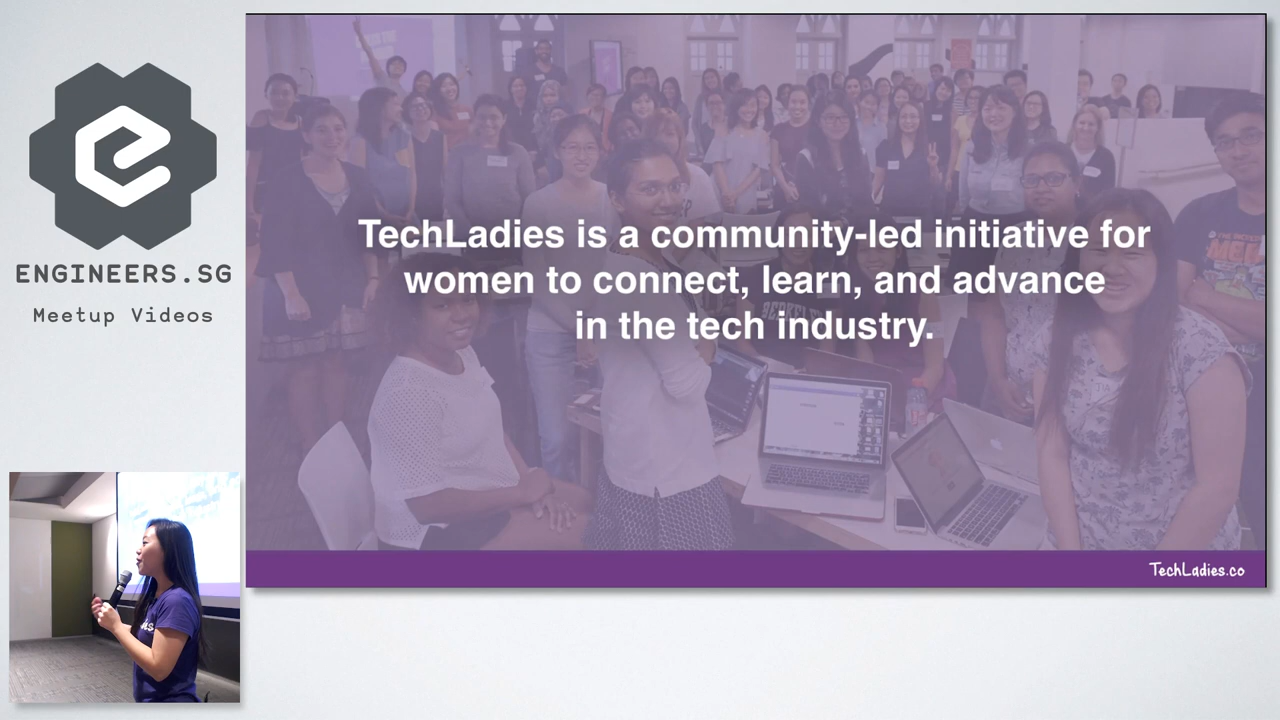 ENGINEERS.SG
Meetup Videos
TechLadies is a community-led initiative for
women to connect, learn, and advance
in the tech industry.
TechLadies.co